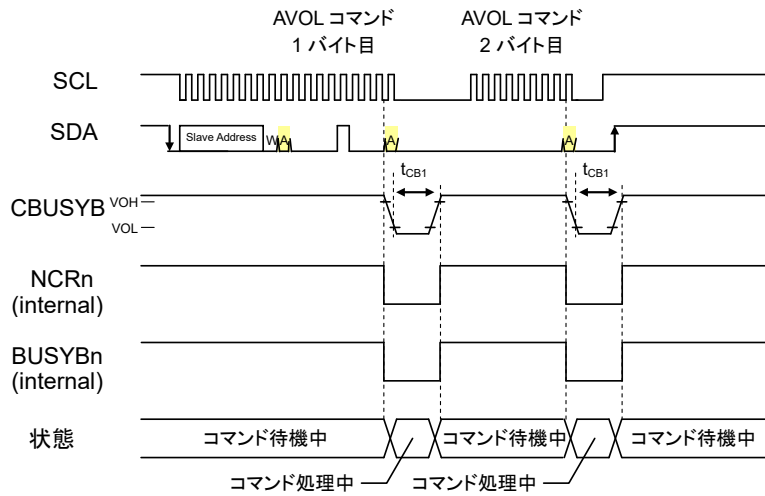 AVOL コマンド
1 バイト目
AVOL コマンド
2 バイト目
SCL
SDA
Slave Address
W
A
A
A
tCB1
tCB1
CBUSYB
VOH
VOL
NCRn
(internal)
BUSYBn
(internal)
状態
コマンド待機中
コマンド待機中
コマンド待機中
コマンド処理中
コマンド処理中